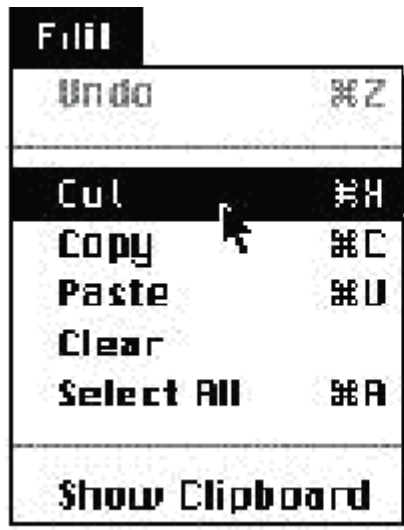 Edit
Undo ⌘Z
Cut ⌘X
Copy ⌘C
Paste ⌘V
Clear
Select All ⌘A
Show Clipboard